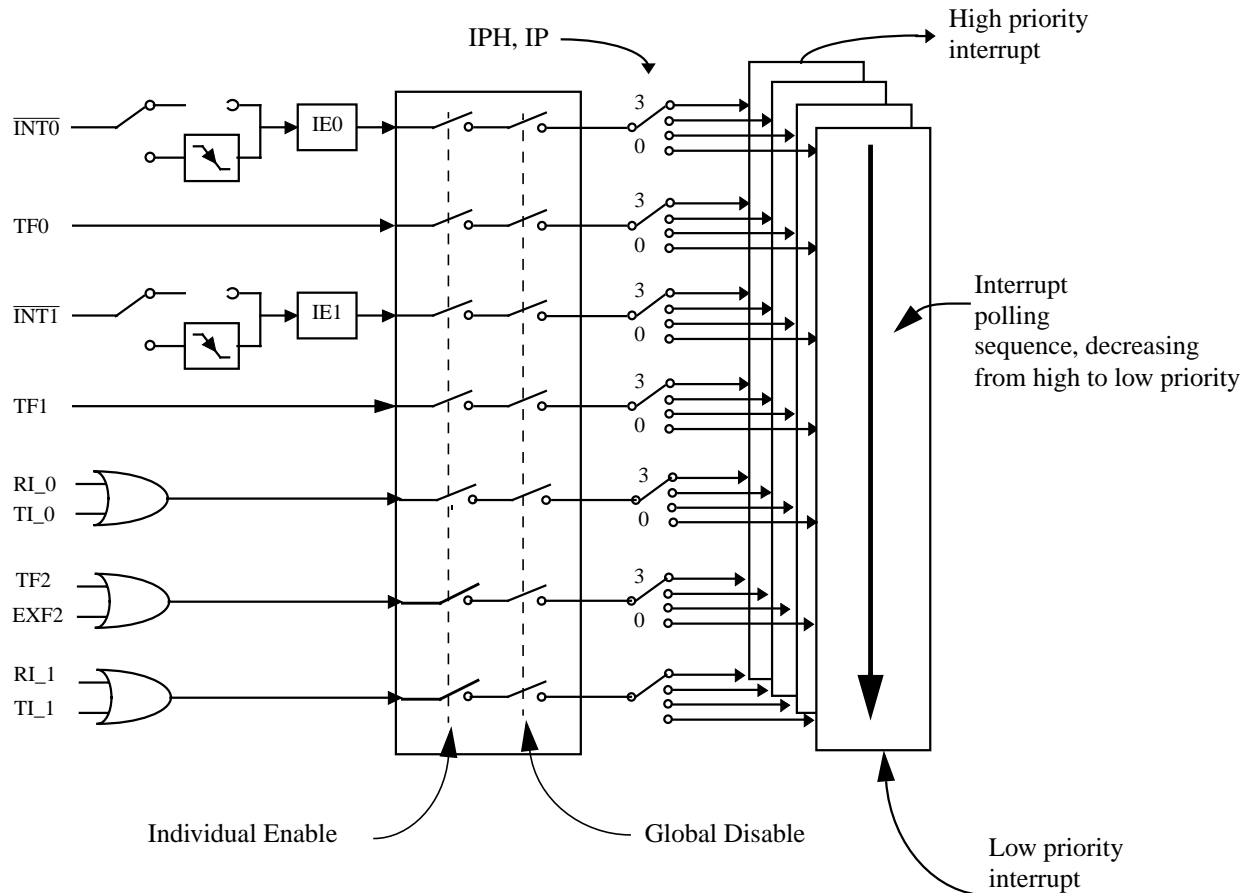 High priority
interrupt
IPH, IP
INT0
IE0
3
0
TF0
3
0
INT1
IE1
3
0
Interrupt
polling
sequence, decreasing
from high to low priority
TF1
3
0
RI_0
TI_0
3
0
TF2
EXF2
3
0
RI_1
TI_1
Individual Enable
Global Disable
Low priority
interrupt